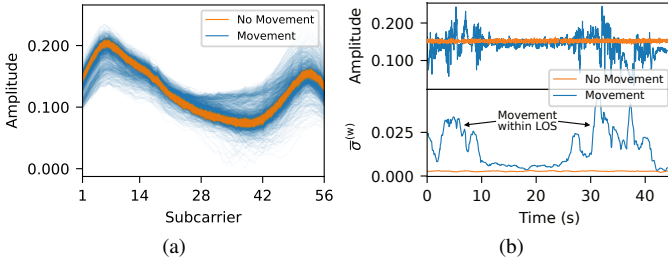 No Movement
Movement
Amplitude
0.200
0.100
0.000
1
14
28
42
56
Subcarrier
(a)
Amplitude
0.200
0.100
No Movement
Movement
Movement
within LOS
σ̅⁽ʷ⁾
0.025
0.000
0
10
20
30
40
Time (s)
(b)